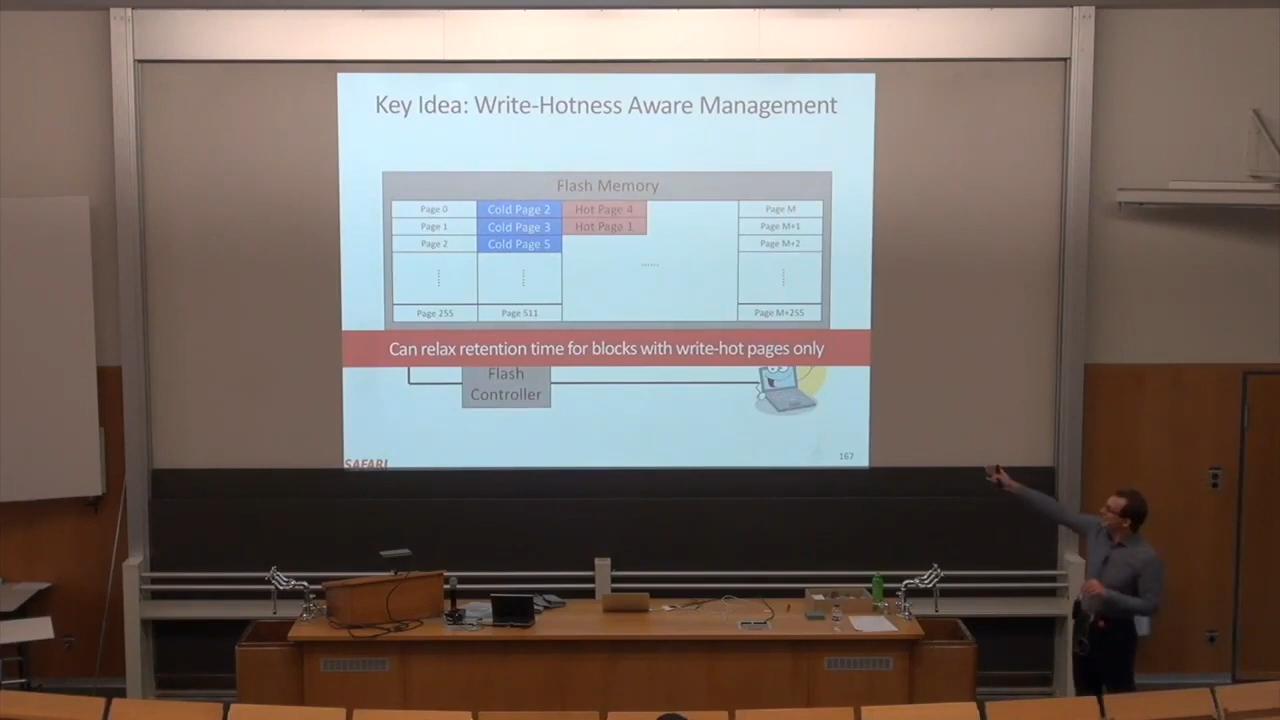 Key Idea: Write-Hotness Aware Management
Flash Memory
Page 0
Cold Page 2
Hot Page 4
Page M
Page 1
Cold Page 3
Hot Page 1
Page M+1
Page 2
Cold Page 5
Page M+2
......
Page 255
Page 511
Page M+255
Can relax retention time for blocks with write-hot pages only
Flash
Controller
SAFARI
167